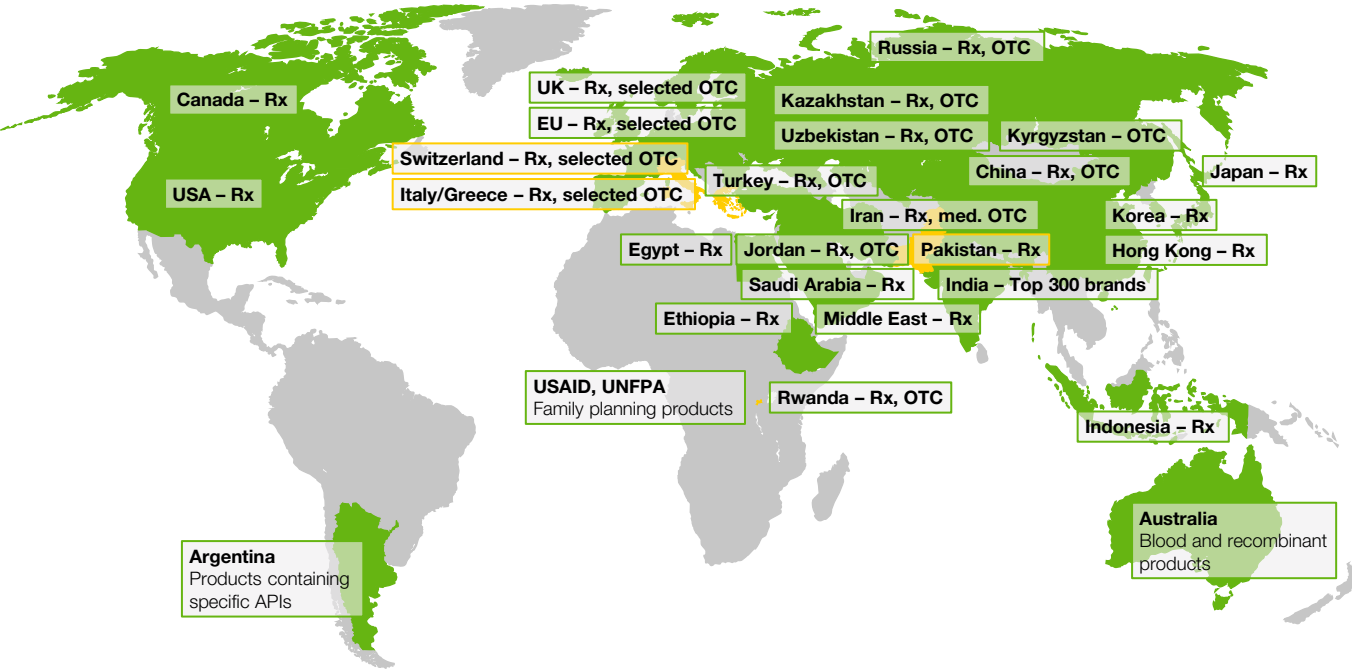 Russia – Rx, OTC
Canada – Rx
UK – Rx, selected OTC
Kazakhstan – Rx, OTC
EU – Rx, selected OTC
Uzbekistan – Rx, OTC
Kyrgyzstan – OTC
Switzerland – Rx, selected OTC
China – Rx, OTC
Japan – Rx
USA – Rx
Italy/Greece – Rx, selected OTC
Turkey – Rx, OTC
Iran – Rx, med. OTC
Korea – Rx
Egypt – Rx
Jordan – Rx, OTC
Pakistan – Rx
Hong Kong – Rx
Saudi Arabia – Rx
India – Top 300 brands
Ethiopia – Rx
Middle East – Rx
USAID, UNFPA
Family planning products
Rwanda – Rx, OTC
Indonesia – Rx
Australia
Blood and recombinant
products
Argentina
Products containing
specific APIs